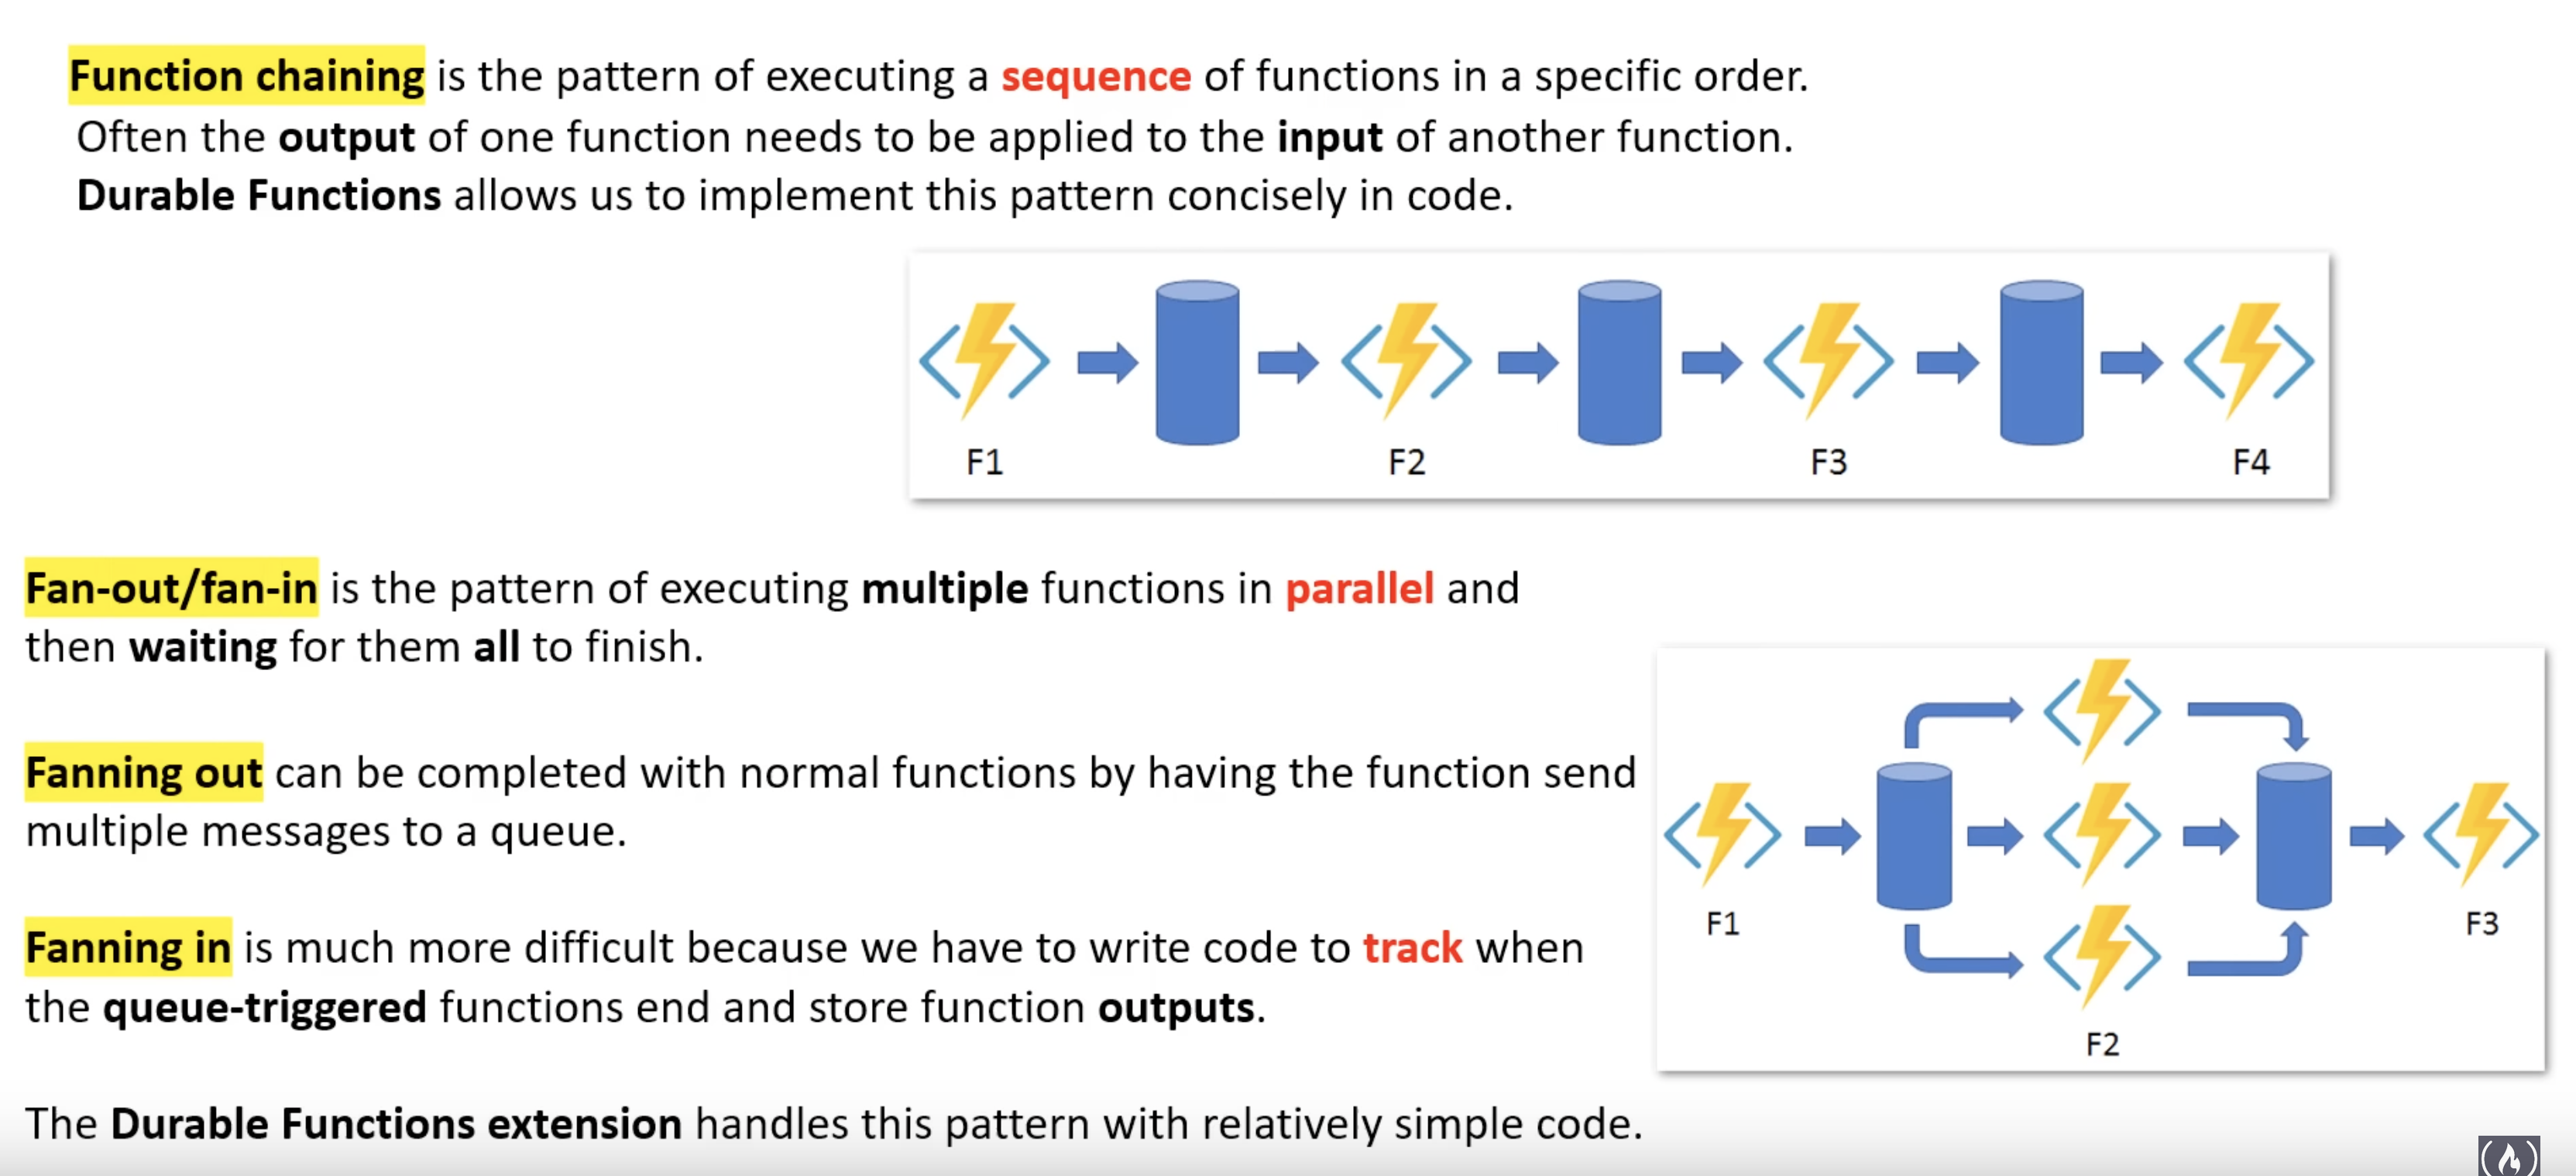 Function chaining is the pattern of executing a sequence of functions in a specific order.
Often the output of one function needs to be applied to the input of another function.
Durable Functions allows us to implement this pattern concisely in code.
F1 F2 F3 F4
Fan-out/fan-in is the pattern of executing multiple functions in parallel and
then waiting for them all to finish.
Fanning out can be completed with normal functions by having the function send
multiple messages to a queue.
Fanning in is much more difficult because we have to write code to track when
the queue-triggered functions end and store function outputs.
The Durable Functions extension handles this pattern with relatively simple code.
F1 F3
F2